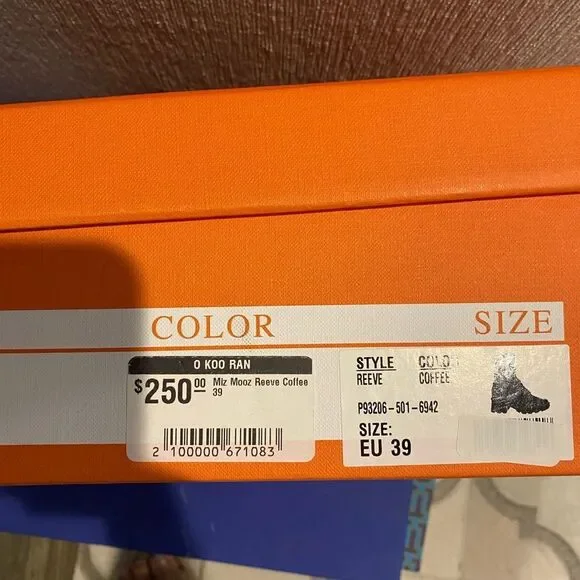 COLOR
SIZE
O KOO RAN
$250.00 Miz Mooz Reeve Coffee
39
2 100000 671083
STYLE
REEVE COFFEE
P93206-501-6942
SIZE:
EU 39